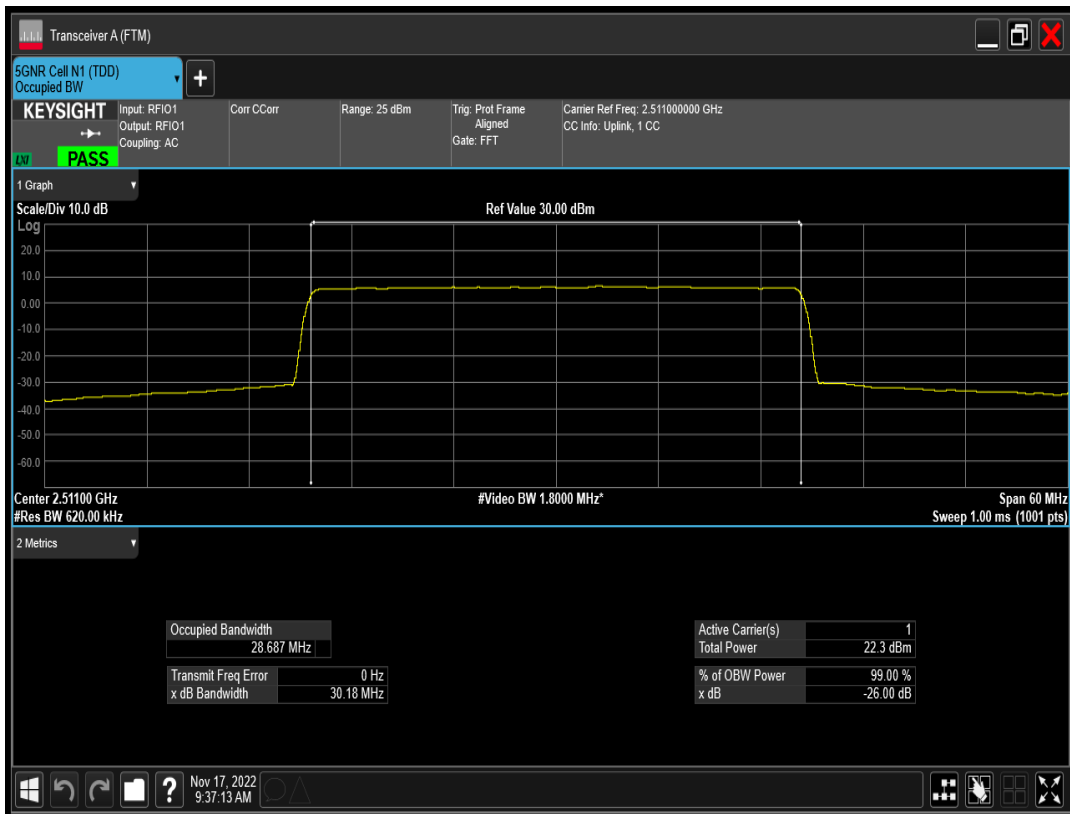 Transceiver A (FTM)
5GNR Cell N1 (TDD)
Occupied BW
+
KEYSIGHT
LXI
PASS
Input: RFIO1
Output: RFIO1
Coupling: AC
Corr CCorr
Range: 25 dBm
Trig: Prot Frame
Aligned
Gate: FFT
Carrier Ref Freq: 2.511000000 GHz
CC Info: Uplink, 1 CC
1 Graph
Scale/Div 10.0 dB
Ref Value 30.00 dBm
Log
20.0
10.0
0.00
-10.0
-20.0
-30.0
-40.0
-50.0
-60.0
Center 2.51100 GHz
#Video BW 1.8000 MHz*
Span 60 MHz
#Res BW 620.00 kHz
Sweep 1.00 ms (1001 pts)
2 Metrics
Occupied Bandwidth
28.687 MHz
Transmit Freq Error 0 Hz
x dB Bandwidth 30.18 MHz
Active Carrier(s) 1
Total Power 22.3 dBm
% of OBW Power 99.00 %
x dB -26.00 dB
?
Nov 17, 2022
9:37:13 AM